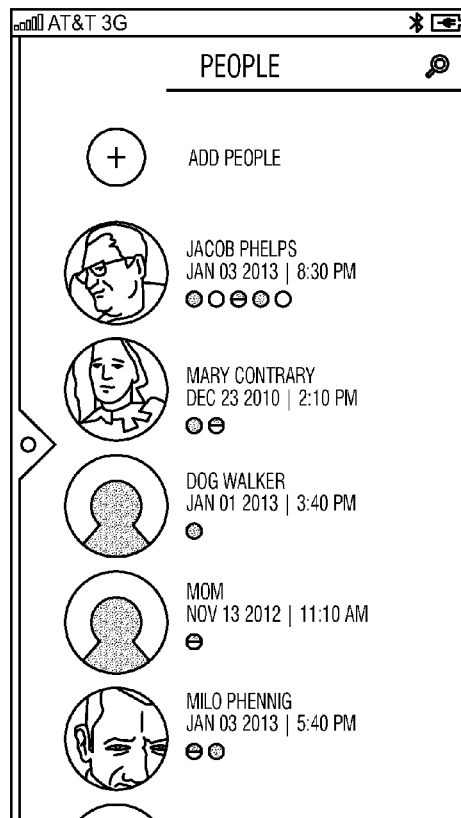 AT&T 3G
PEOPLE
+
ADD PEOPLE
JACOB PHELPS
JAN 03 2013 | 8:30 PM
MARY CONTRARY
DEC 23 2010 | 2:10 PM
DOG WALKER
JAN 01 2013 | 3:40 PM
MOM
NOV 13 2012 | 11:10 AM
MILO PHENNIG
JAN 03 2013 | 5:40 PM